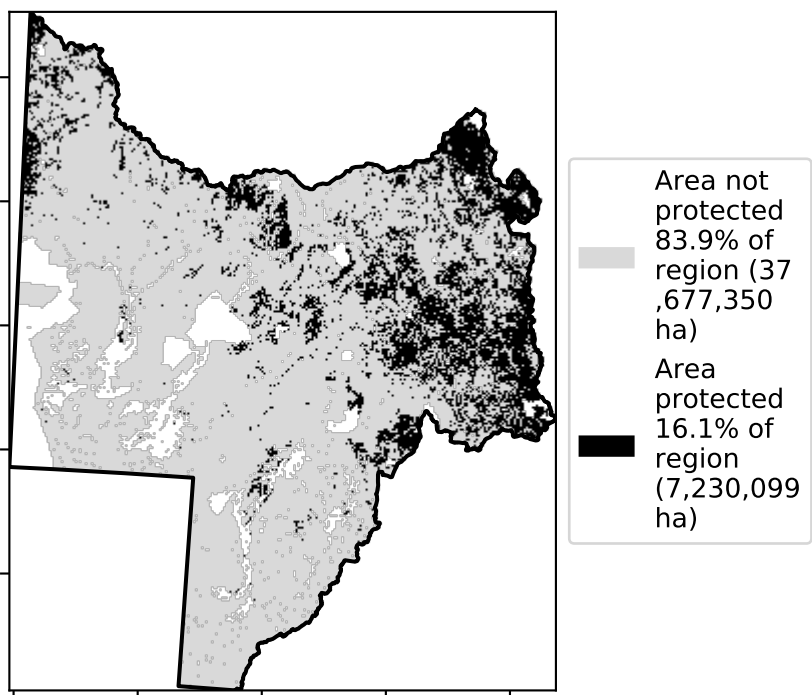 Area not
protected
83.9% of
region (37
,677,350
ha)
Area
protected
16.1% of
region
(7,230,099
ha)